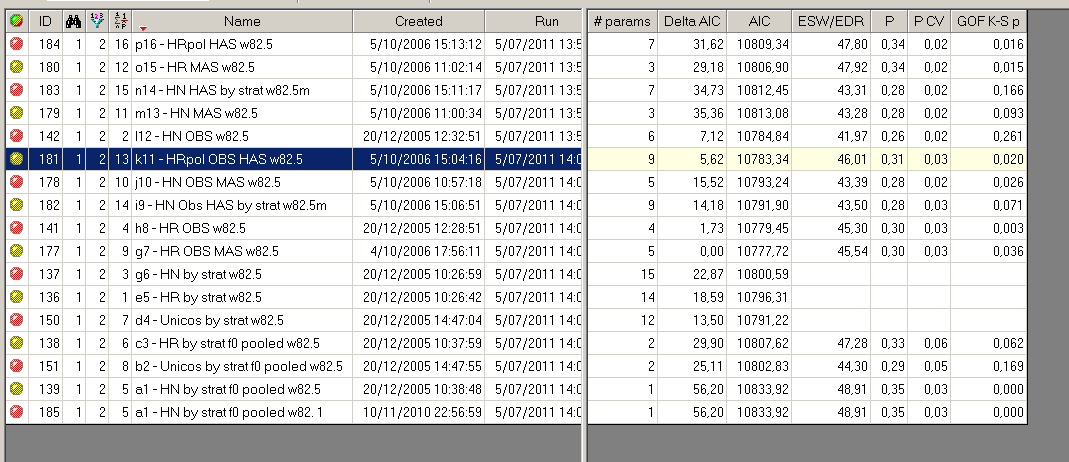 ID Name Created Run # params Delta AIC AIC ESW/EDR P P CV GOF K-S p
184 1 2 16 p16 - HRpol HAS w82.5 5/10/2006 15:13:12 5/07/2011 13:5 7 31,62 10809,34 47,80 0,34 0,02 0,016
180 1 2 12 o15 - HR MAS w82.5 5/10/2006 11:02:14 5/07/2011 13:5 3 29,18 10806,90 47,92 0,34 0,02 0,015
183 1 2 15 n14 - HN HAS by strat w82.5m 5/10/2006 15:11:17 5/07/2011 13:5 7 34,73 10812,45 43,31 0,28 0,02 0,166
179 1 2 11 m13 - HN MAS w82.5 5/10/2006 11:00:34 5/07/2011 13:5 3 35,36 10813,08 43,28 0,28 0,02 0,093
142 1 2 2 l12 - HN OBS w82.5 20/12/2005 12:32:51 5/07/2011 13:5 6 7,12 10784,84 41,97 0,26 0,02 0,261
181 1 2 13 k11 - HRpol OBS HAS w82.5 5/10/2006 15:04:16 5/07/2011 14:0 9 5,62 10783,34 46,01 0,31 0,03 0,020
178 1 2 10 j10 - HN OBS MAS w82.5 5/10/2006 10:57:18 5/07/2011 14:0 5 15,52 10793,24 43,39 0,28 0,02 0,026
182 1 2 14 i9 - HN Obs HAS by strat w82.5m 5/10/2006 15:06:51 5/07/2011 14:0 9 14,18 10791,90 43,50 0,28 0,03 0,071
141 1 2 4 h8 - HR OBS w82.5 20/12/2005 12:28:51 5/07/2011 14:0 4 1,73 10779,45 45,30 0,30 0,03 0,003
177 1 2 9 g7 - HR OBS MAS w82.5 4/10/2006 17:56:11 5/07/2011 14:0 5 0,00 10777,72 45,54 0,30 0,03 0,036
137 1 2 3 g6 - HN by strat w82.5 20/12/2005 10:26:59 5/07/2011 14:0 15 22,87 10800,59
136 1 2 1 e5 - HR by strat w82.5 20/12/2005 10:26:42 5/07/2011 14:0 14 18,59 10796,31
150 1 2 7 d4 - Unicos by strat w82.5 20/12/2005 14:47:04 5/07/2011 14:0 12 13,50 10791,22
138 1 2 6 c3 - HR by strat f0 pooled w82.5 20/12/2005 10:37:59 5/07/2011 14:0 2 29,90 10807,62 47,28 0,33 0,06 0,062
151 1 2 8 b2 - Unicos by strat f0 pooled w82.5 20/12/2005 14:47:55 5/07/2011 14:0 2 25,11 10802,83 44,30 0,29 0,05 0,169
139 1 2 5 a1 - HN by strat f0 pooled w82.5 20/12/2005 10:38:48 5/07/2011 14:0 1 56,20 10833,92 48,91 0,35 0,03 0,000
185 1 2 5 a1 - HN by strat f0 pooled w82. 1 10/11/2010 22:56:59 5/07/2011 14:0 1 56,20 10833,92 48,91 0,35 0,03 0,000